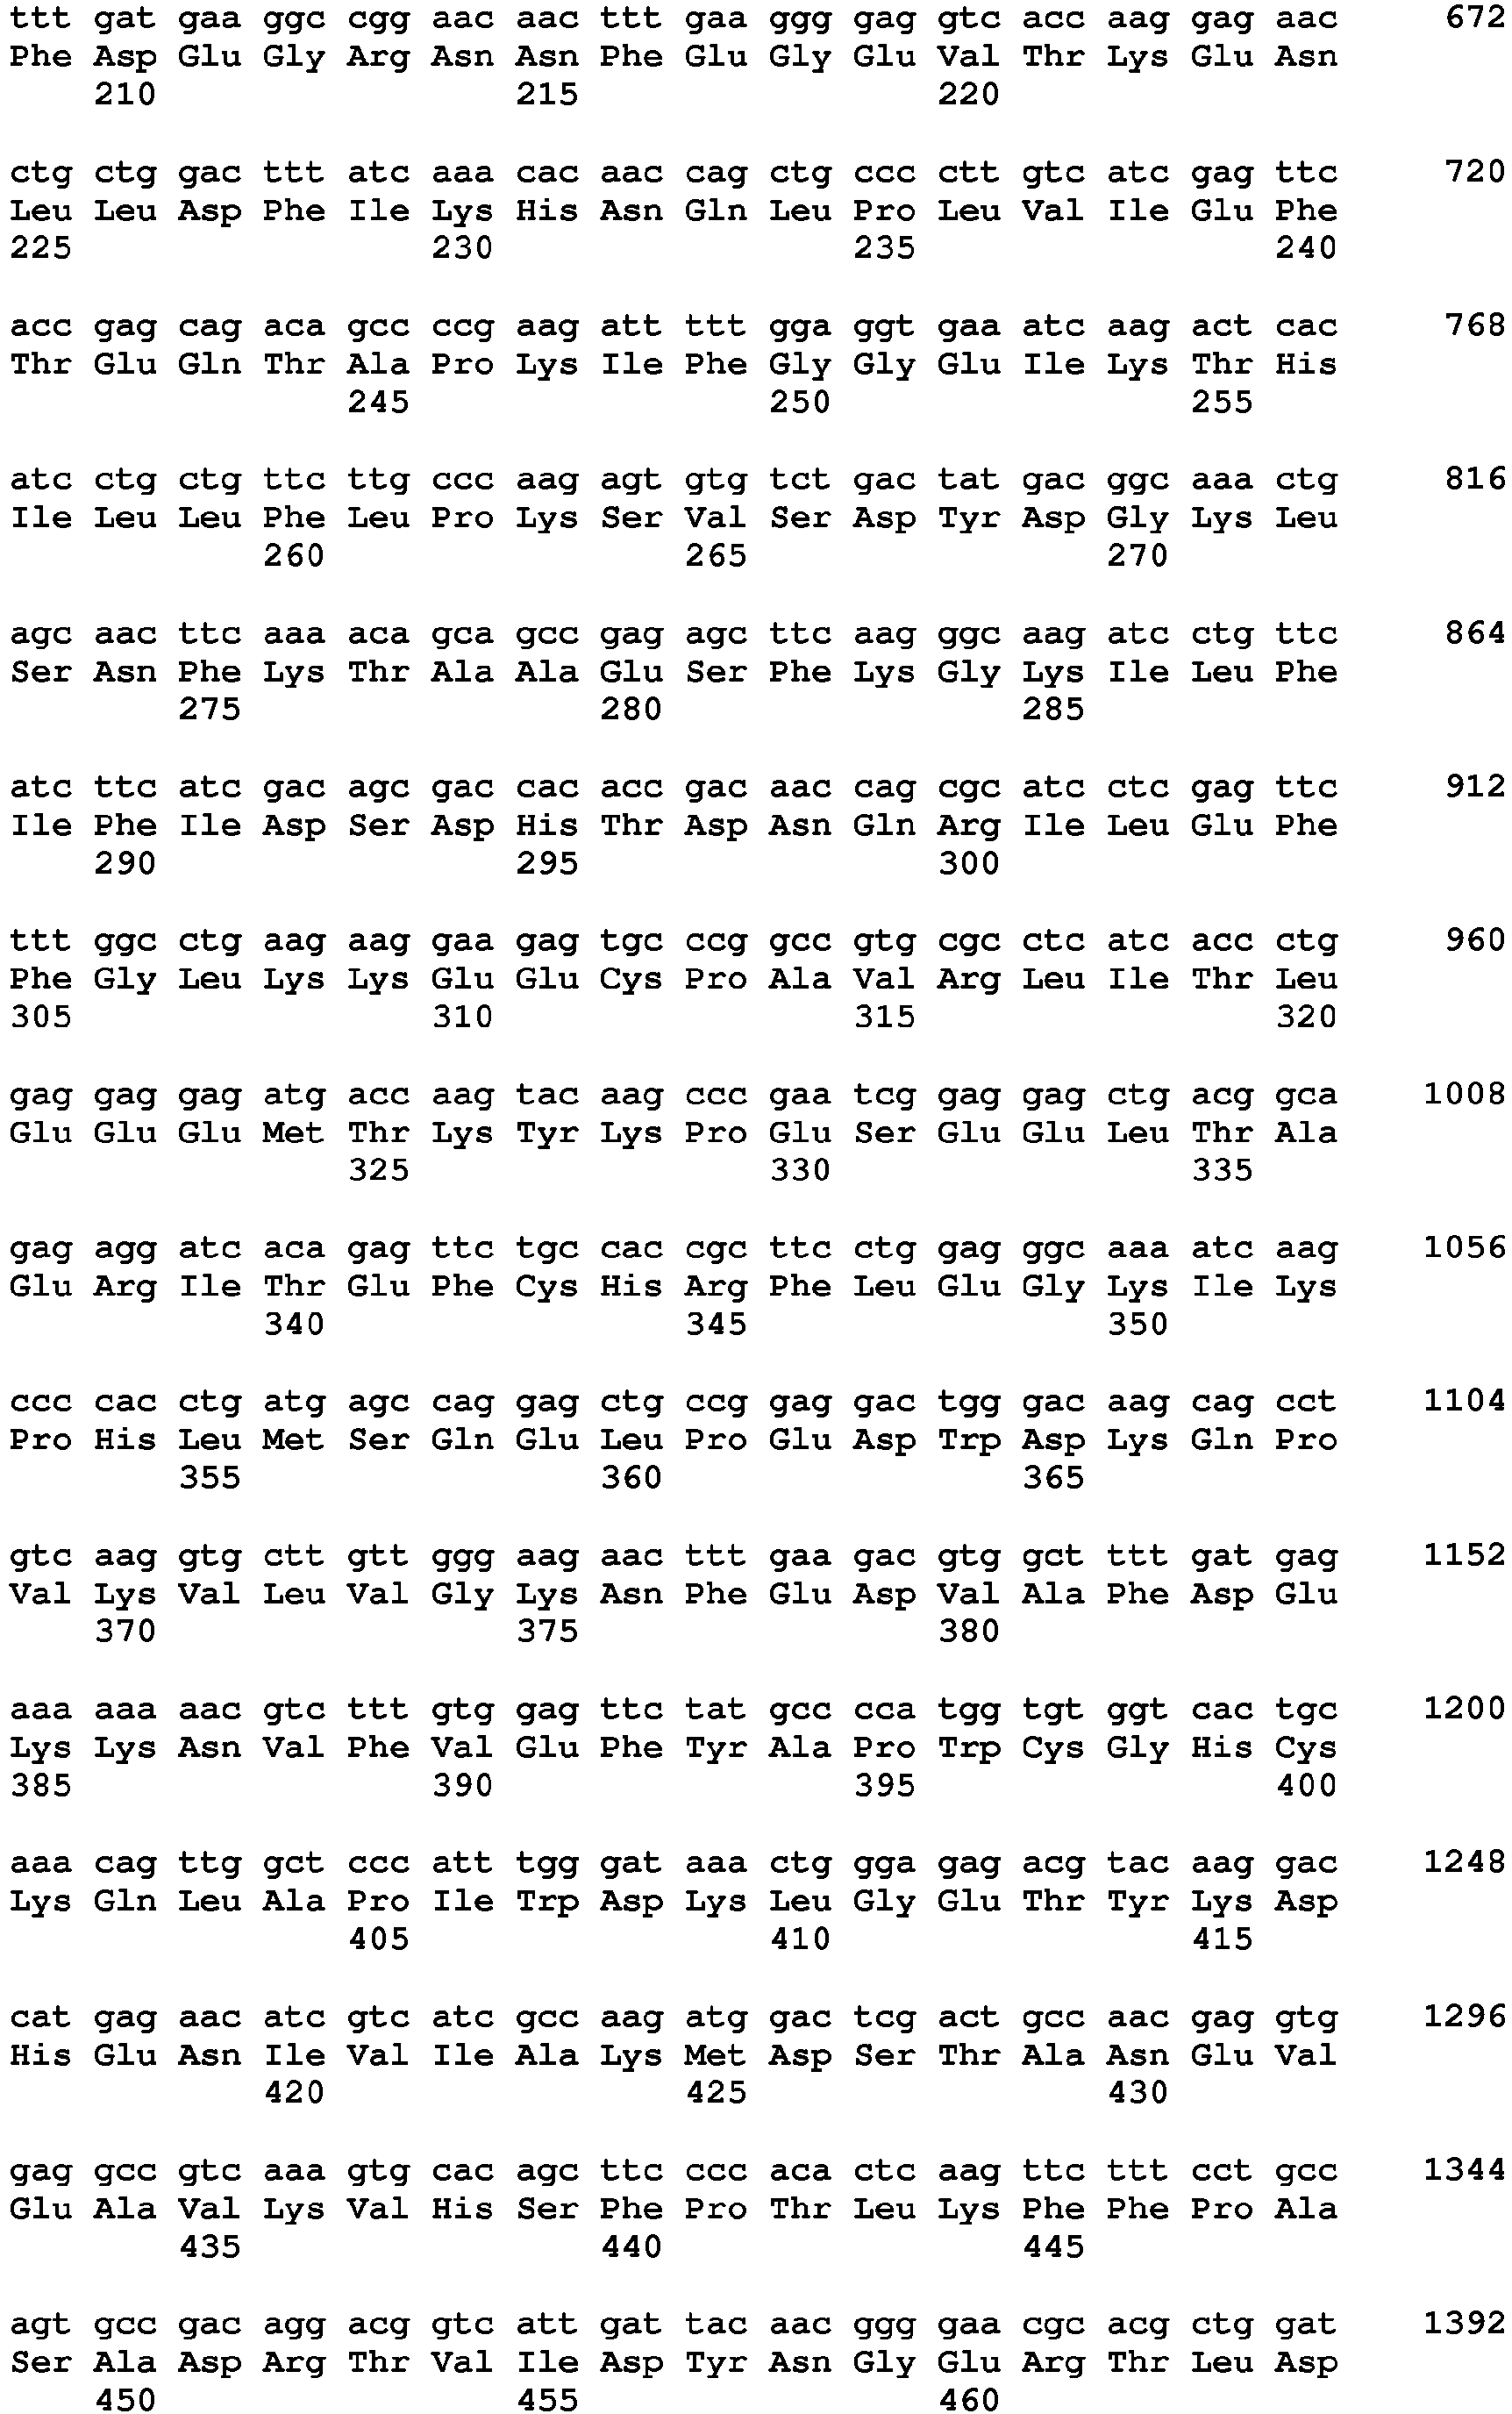 ttt gat gaa ggc cgg aac aac ttt gaa ggg gag gtc acc aag gag aac 672
Phe Asp Glu Gly Arg Asn Asn Phe Glu Gly Glu Val Thr Lys Glu Asn
210 215 220
ctg ctg gac ttt atc aaa cac aac cag ctg ccc ctt gtc atc gag ttc 720
Leu Leu Asp Phe Ile Lys His Asn Gln Leu Pro Leu Val Ile Glu Phe
225 230 235 240
acc gag cag aca gcc ccg aag att ttt gga ggt gaa atc aag act cac 768
Thr Glu Gln Thr Ala Pro Lys Ile Phe Gly Gly Glu Ile Lys Thr His
245 250 255
atc ctg ctg ttc ttg ccc aag agt gtg tct gac tat gac ggc aaa ctg 816
Ile Leu Leu Phe Leu Pro Lys Ser Val Ser Asp Tyr Asp Gly Lys Leu
260 265 270
agc aac ttc aaa aca gca gcc gag agc ttc aag ggc aag atc ctg ttc 864
Ser Asn Phe Lys Thr Ala Ala Glu Ser Phe Lys Gly Lys Ile Leu Phe
275 280 285
atc ttc atc gac agc gac cac acc gac aac cag cgc atc ctc gag ttc 912
Ile Phe Ile Asp Ser Asp His Thr Asp Asn Gln Arg Ile Leu Glu Phe
290 295 300
ttt ggc ctg aag aag gaa gag tgc ccg gcc gtg cgc ctc atc acc ctg 960
Phe Gly Leu Lys Lys Glu Glu Cys Pro Ala Val Arg Leu Ile Thr Leu
305 310 315 320
gag gag gag atg acc aag tac aag ccc gaa tcg gag gag ctg acg gca 1008
Glu Glu Glu Met Thr Lys Tyr Lys Pro Glu Ser Glu Glu Leu Thr Ala
325 330 335
gag agg atc aca gag ttc tgc cac cgc ttc ctg gag ggc aaa atc aag 1056
Glu Arg Ile Thr Glu Phe Cys His Arg Phe Leu Glu Gly Lys Ile Lys
340 345 350
ccc cac ctg atg agc cag gag ctg ccg gag gac tgg gac aag cag cct 1104
Pro His Leu Met Ser Gln Glu Leu Pro Glu Asp Trp Asp Lys Gln Pro
355 360 365
gtc aag gtg ctt gtt ggg aag aac ttt gaa gac gtg gct ttt gat gag 1152
Val Lys Val Leu Val Gly Lys Asn Phe Glu Asp Val Ala Phe Asp Glu
370 375 380
aaa aaa aac gtc ttt gtg gag ttc tat gcc cca tgg tgt ggt cac tgc 1200
Lys Lys Asn Val Phe Val Glu Phe Tyr Ala Pro Trp Cys Gly His Cys
385 390 395 400
aaa cag ttg gct ccc att tgg gat aaa ctg gga gag acg tac aag gac 1248
Lys Gln Leu Ala Pro Ile Trp Asp Lys Leu Gly Glu Thr Tyr Lys Asp
405 410 415
cat gag aac atc gtc atc gcc aag atg gac tcg act gcc aac gag gtg 1296
His Glu Asn Ile Val Ile Ala Lys Met Asp Ser Thr Ala Asn Glu Val
420 425 430
gag gcc gtc aaa gtg cac agc ttc ccc aca ctc aag ttc ttt cct gcc 1344
Glu Ala Val Lys Val His Ser Phe Pro Thr Leu Lys Phe Phe Pro Ala
435 440 445
agt gcc gac agg acg gtc att gat tac aac ggg gaa cgc acg ctg gat 1392
Ser Ala Asp Arg Thr Val Ile Asp Tyr Asn Gly Glu Arg Thr Leu Asp
450 455 460